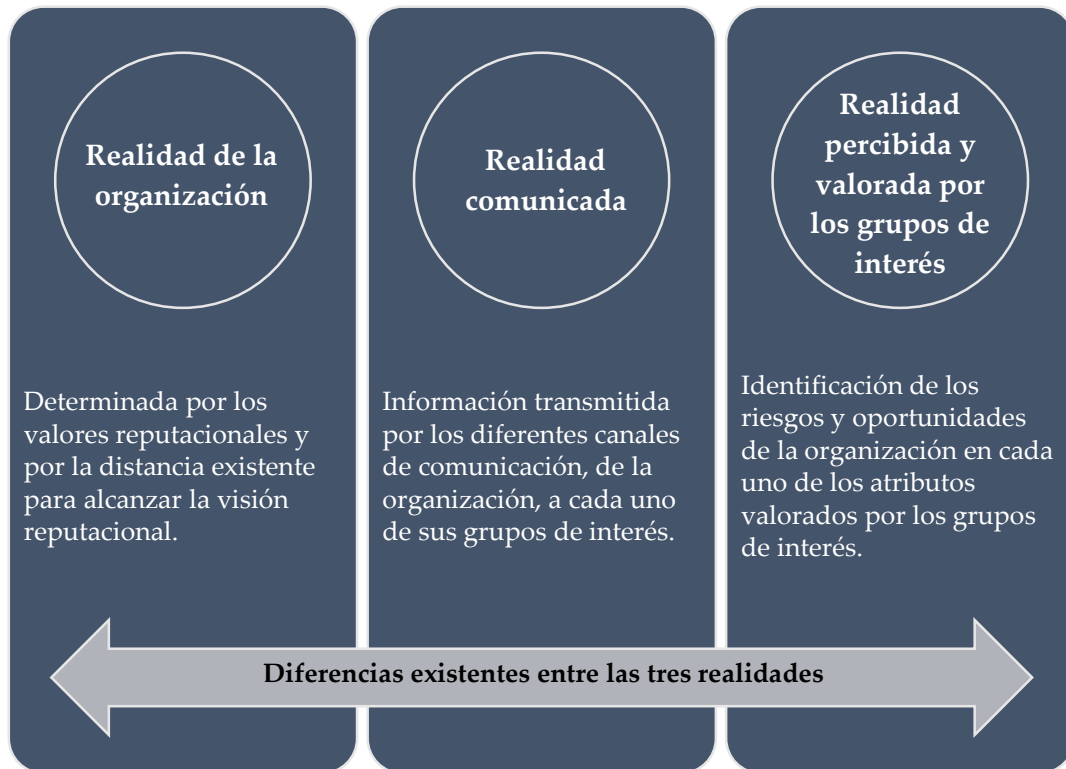 Realidad de la
organización
Determinada por los
valores reputacionales y
por la distancia existente
para alcanzar la visión
reputacional.
Realidad
comunicada
Información transmitida
por los diferentes canales
de comunicación, de la
organización, a cada uno
de sus grupos de interés.
Realidad
percibida y
valorada por
los grupos de
interés
Identificación de los
riesgos y oportunidades
de la organización en cada
uno de los atributos
valorados por los grupos
de interés.
Diferencias existentes entre las tres realidades